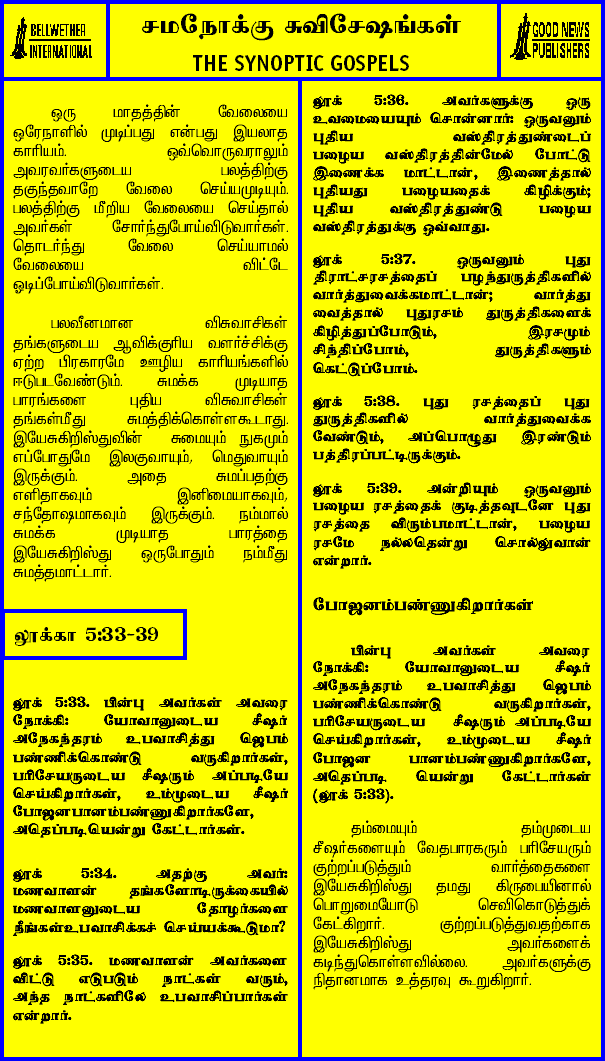 BELLWETHER
INTERNATIONAL
சமநோக்கு சுவிசேஷங்கள்
THE SYNOPTIC GOSPELS
GOOD NEWS
PUBLISHERS
ஒரு மாதத்தின் வேலையை
ஒரேநாளில் முடிப்பது என்பது இயலாத
காரியம். ஒவ்வொருவராலும்
அவரவர்களுடைய பலத்திற்கு
தகுந்தவாறே வேலை செய்யமுடியும்.
பலத்திற்கு மீறிய வேலையை செய்தால்
அவர்கள் சோர்ந்துபோய்விடுவார்கள்.
தொடர்ந்து வேலை செய்யாமல்
வேலையை விட்டே
ஓடிப்போய்விடுவார்கள்.
பலவீனமான விசுவாசிகள்
தங்களுடைய ஆவிக்குரிய வளர்ச்சிக்கு
ஏற்ற பிரகாரமே ஊழிய காரியங்களில்
ஈடுபடவேண்டும். சுமக்க முடியாத
பாரங்களை புதிய விசுவாசிகள்
தங்கள்மீது சுமத்திக்கொள்ளகூடாது.
இயேசுகிறிஸ்துவின் சுமையும் நுகமும்
எப்போதுமே இலகுவாயும், மெதுவாயும்
இருக்கும். அதை சுமப்பதற்கு
எளிதாகவும் இனிமையாகவும்,
சந்தோஷமாகவும் இருக்கும். நம்மால்
சுமக்க முடியாத பாரத்தை
இயேசுகிறிஸ்து ஒருபோதும் நம்மீது
சுமத்தமாட்டார்.
லூக்கா 5:33-39
லூக் 5:33. பின்பு அவர்கள் அவரை
நோக்கி: யோவானுடைய சீஷர்
அநேகந்தரம் உபவாசித்து ஜெபம்
பண்ணிக்கொண்டு வருகிறார்கள்,
பரிசேயருடைய சீஷரும் அப்படியே
செய்கிறார்கள், உம்முடைய சீஷர்
போஜனபானம்பண்ணுகிறார்களே,
அதெப்படியென்று கேட்டார்கள்.
லூக் 5:34. அதற்கு அவர்:
மணவாளன் தங்களோடிருக்கையில்
மணவாளனுடைய தோழர்களை
நீங்கள்உபவாசிக்கச் செய்யக்கூடுமா?
லூக் 5:35. மணவாளன் அவர்களை
விட்டு எடுபடும் நாட்கள் வரும்,
அந்த நாட்களிலே உபவாசிப்பார்கள்
என்றார்.
லூக் 5:36. அவர்களுக்கு ஒரு
உவமையையும் சொன்னார்: ஒருவனும்
புதிய வஸ்திரத்துண்டைப்
பழைய வஸ்திரத்தின்மேல் போட்டு
இணைக்க மாட்டான், இணைத்தால்
புதியது பழையதைக் கிழிக்கும்;
புதிய வஸ்திரத்துண்டு பழைய
வஸ்திரத்துக்கு ஒவ்வாது.
லூக் 5:37. ஒருவனும் புது
திராட்சரசத்தைப் பழந்துருத்திகளில்
வார்த்துவைக்கமாட்டான்; வார்த்து
வைத்தால் புதுரசம் துருத்திகளைக்
கிழித்துப்போடும், இரசமும்
சிந்திப்போம், துருத்திகளும்
கெட்டுப்போம்.
லூக் 5:38. புது ரசத்தைப் புது
துருத்திகளில் வார்த்துவைக்க
வேண்டும், அப்பொழுது இரண்டும்
பத்திரப்பட்டிருக்கும்.
லூக் 5:39. அன்றியும் ஒருவனும்
பழைய ரசத்தைக் குடித்தவுடனே புது
ரசத்தை விரும்பமாட்டான், பழைய
ரசமே நல்லதென்று சொல்லுவான்
என்றார்.
போஜனம்பண்ணுகிறார்கள்
பின்பு அவர்கள் அவரை
நோக்கி: யோவானுடைய சீஷர்
அநேகந்தரம் உபவாசித்து ஜெபம்
பண்ணிக்கொண்டு வருகிறார்கள்,
பரிசேயருடைய சீஷரும் அப்படியே
செய்கிறார்கள், உம்முடைய சீஷர்
போஜன பானம்பண்ணுகிறார்களே,
அதெப்படி யென்று கேட்டார்கள்
(லூக் 5:33).
தம்மையும் தம்முடைய
சீஷர்களையும் வேதபாரகரும் பரிசேயரும்
குற்றப்படுத்தும் வார்த்தைகளை
இயேசுகிறிஸ்து தமது கிருபையினால்
பொறுமையோடு செவிகொடுத்துக்
கேட்கிறார். குற்றப்படுத்துவதற்காக
இயேசுகிறிஸ்து அவர்களைக்
கடிந்துகொள்ளவில்லை. அவர்களுக்கு
நிதானமாக உத்தரவு கூறுகிறார்.